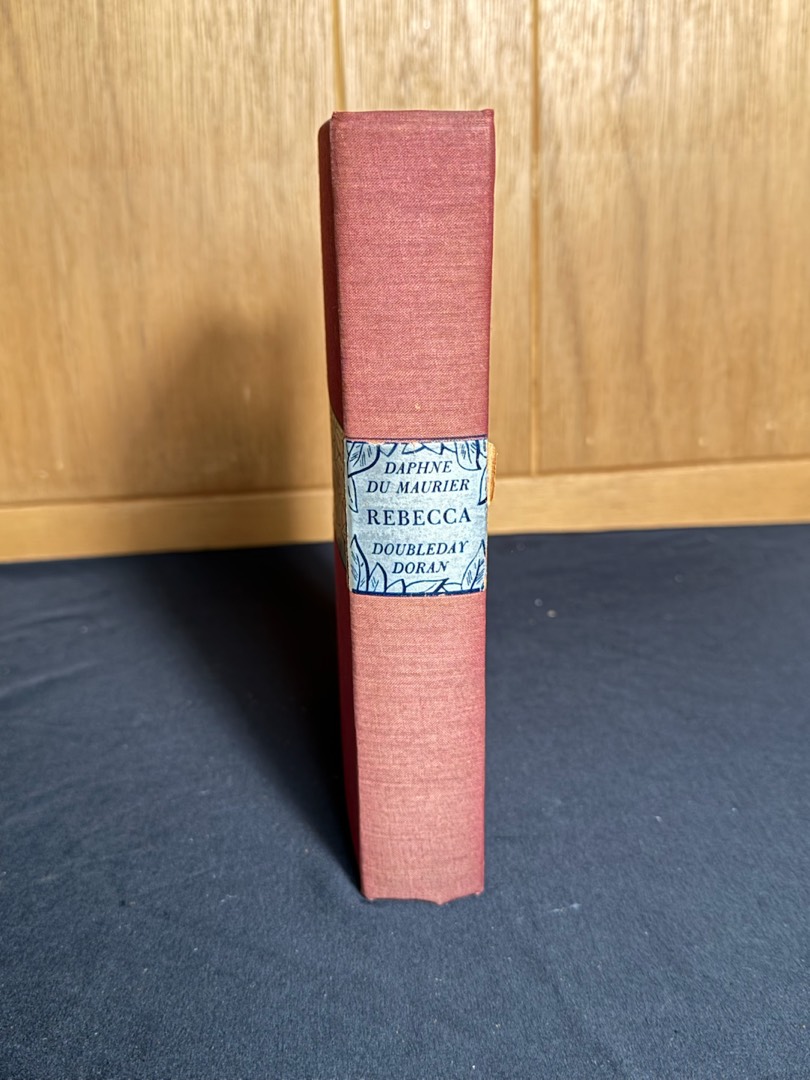 DAPHNE
DU MAURIER
REBECCA
DOUBLEDAY
DORAN